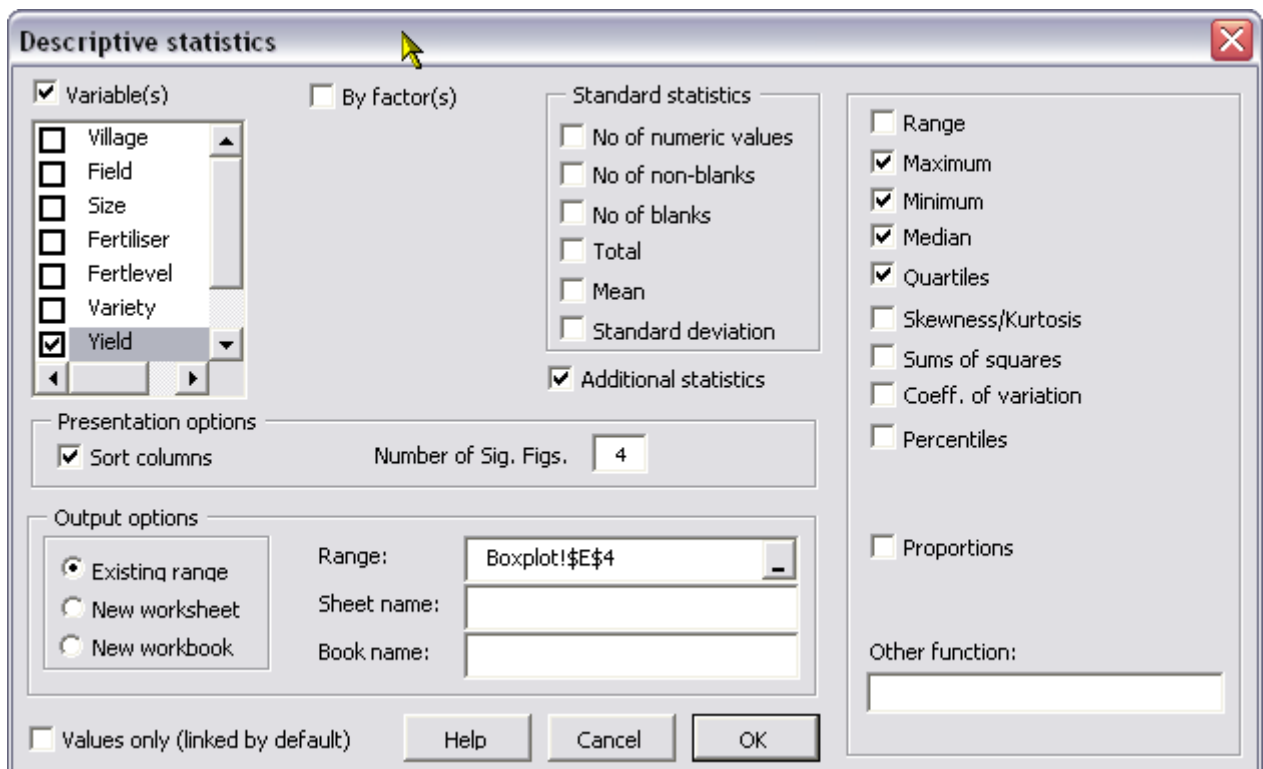 Descriptive statistics
Variable(s)
By factor(s)
Village
Field
Size
Fertiliser
Fertlevel
Variety
Yield
Standard statistics
No of numeric values
No of non-blanks
No of blanks
Total
Mean
Standard deviation
Additional statistics
Range
Maximum
Minimum
Median
Quartiles
Skewness/Kurtosis
Sums of squares
Coeff. of variation
Percentiles
Proportions
Other function:
Presentation options
Sort columns
Number of Sig. Figs. 4
Output options
Existing range
New worksheet
New workbook
Range: Boxplot!$E$4
Sheet name:
Book name:
Values only (linked by default)
Help
Cancel
OK